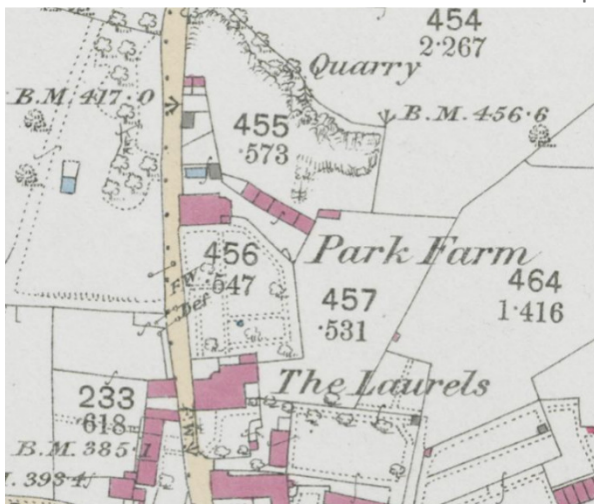 454
2·267
Quarry
B.M. 417·0
B.M. 456·6
455
·573
Park Farm
456
·547
464
1·416
F.W.
Def.
457
·531
The Laurels
233
·618
F.W.
B.M. 385·1